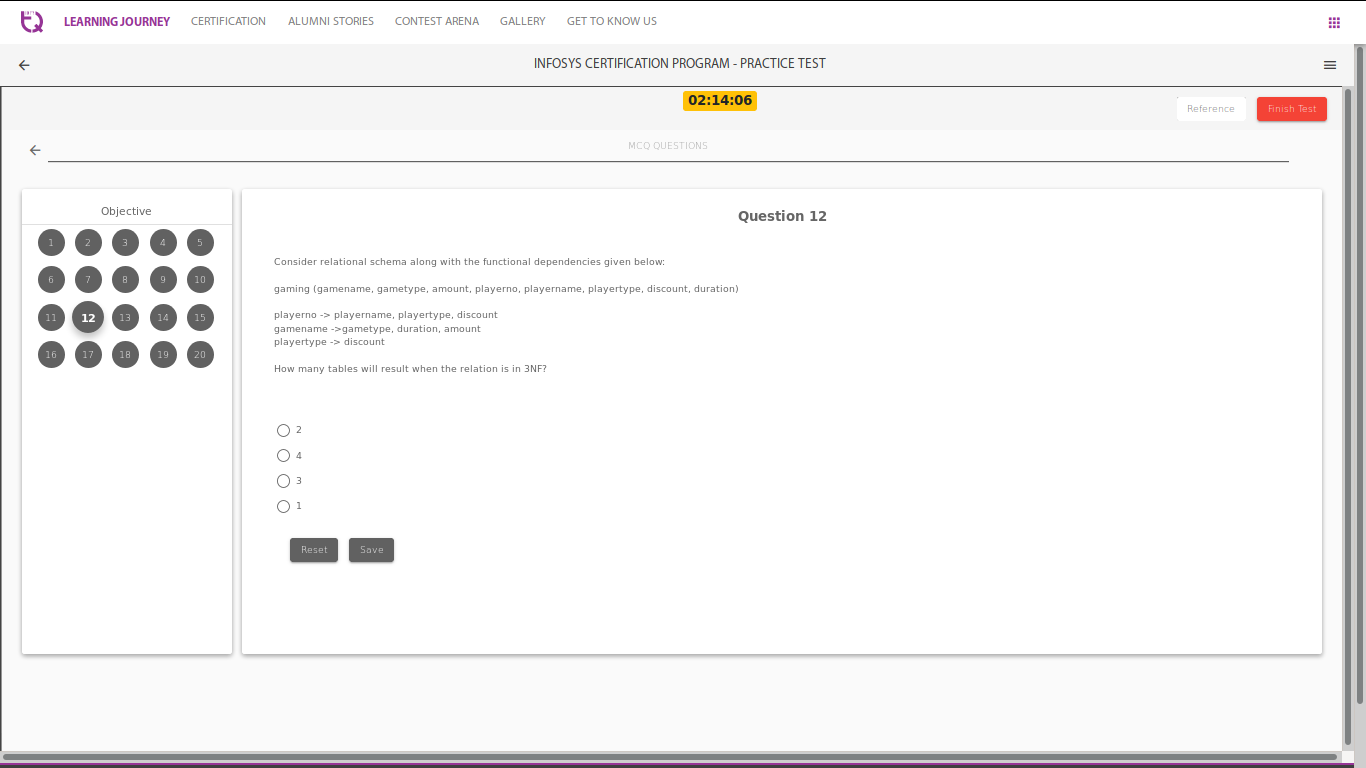 LEARNING JOURNEY CERTIFICATION ALUMNI STORIES CONTEST ARENA GALLERY GET TO KNOW US
INFOSYS CERTIFICATION PROGRAM - PRACTICE TEST
02:14:06
Reference Finish Test
MCQ QUESTIONS
Objective
1 2 3 4 5
6 7 8 9 10
11 12 13 14 15
16 17 18 19 20
Question 12
Consider relational schema along with the functional dependencies given below:
gaming (gamename, gametype, amount, playerno, playername, playertype, discount, duration)
playerno -> playername, playertype, discount
gamename ->gametype, duration, amount
playertype -> discount
How many tables will result when the relation is in 3NF?
2
4
3
1
Reset Save